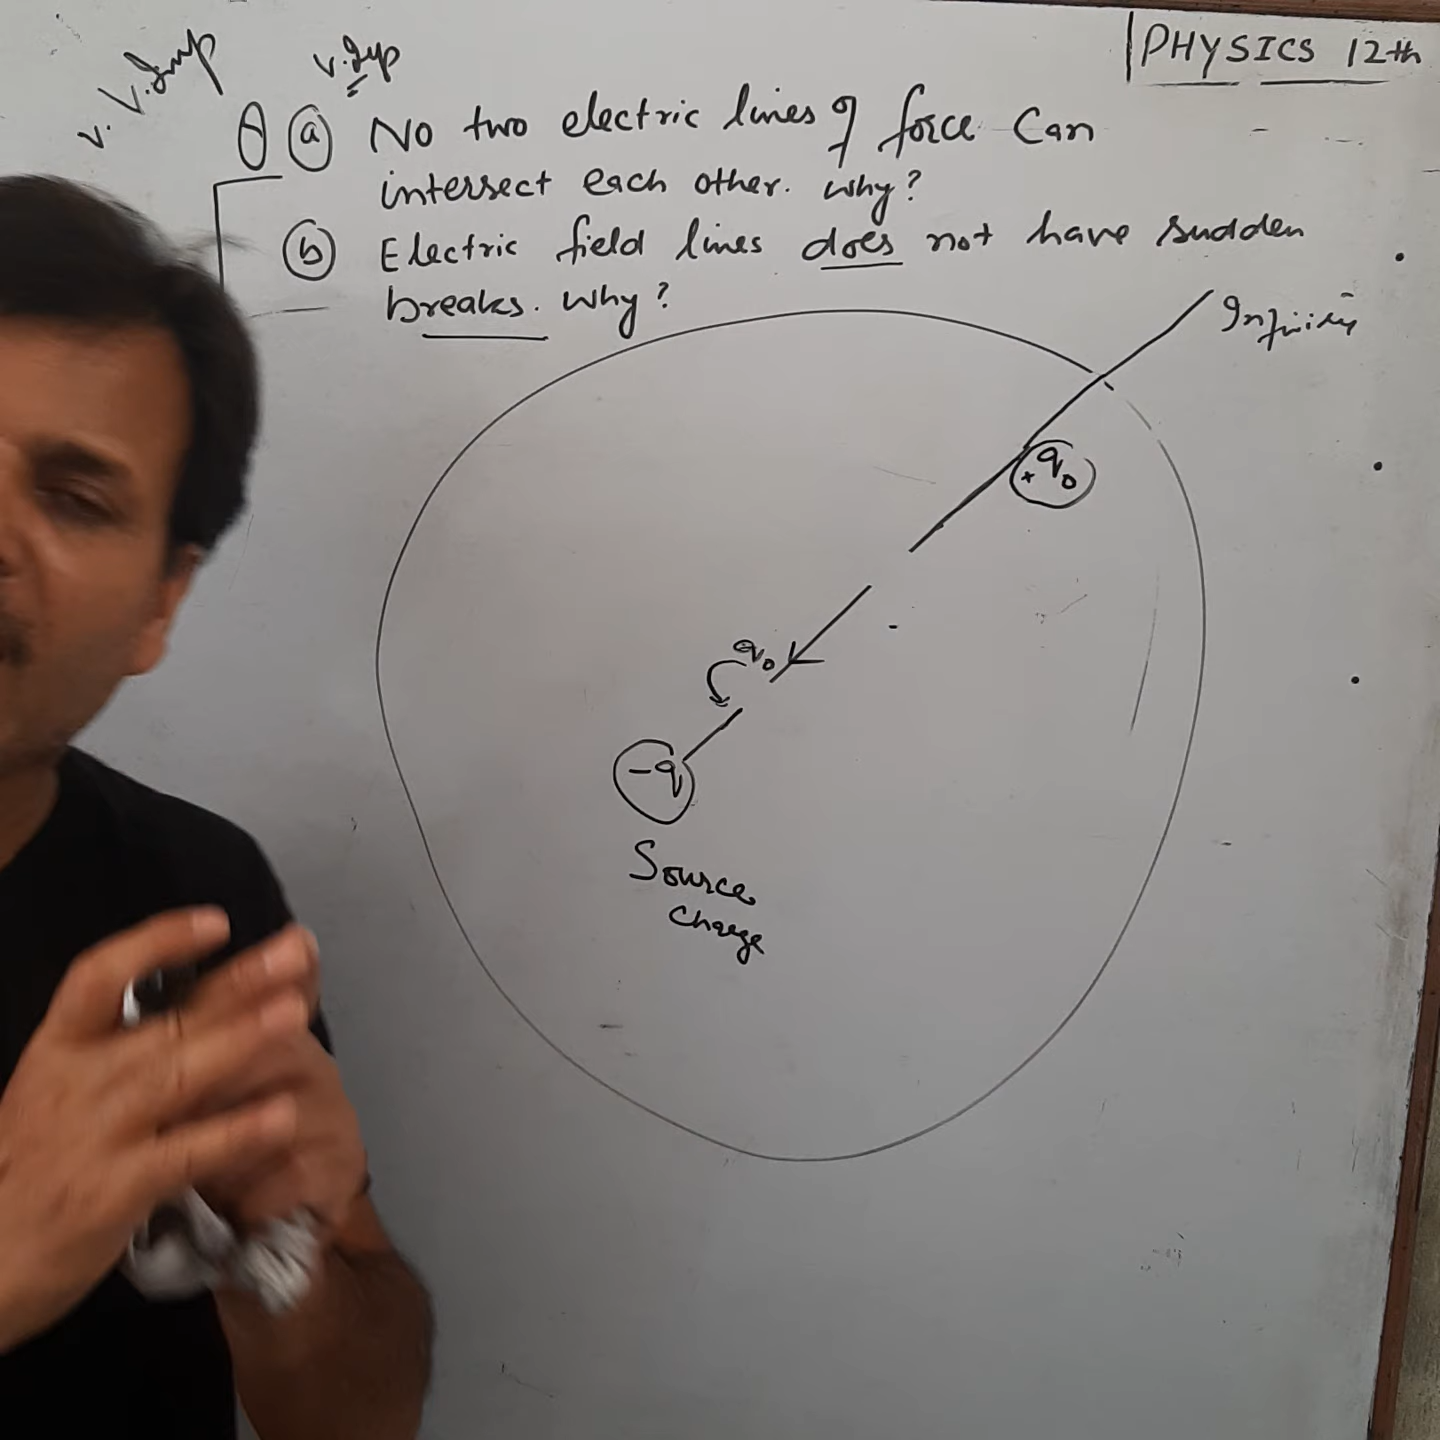 PHYSICS 12th
V. V. Imp
V. Imp
Q (a) No two electric lines of force Can
intersect each other. why?
(b) Electric field lines does not have sudden
breaks. why?
Infinity
+q0
q0
-q
Source
Charge